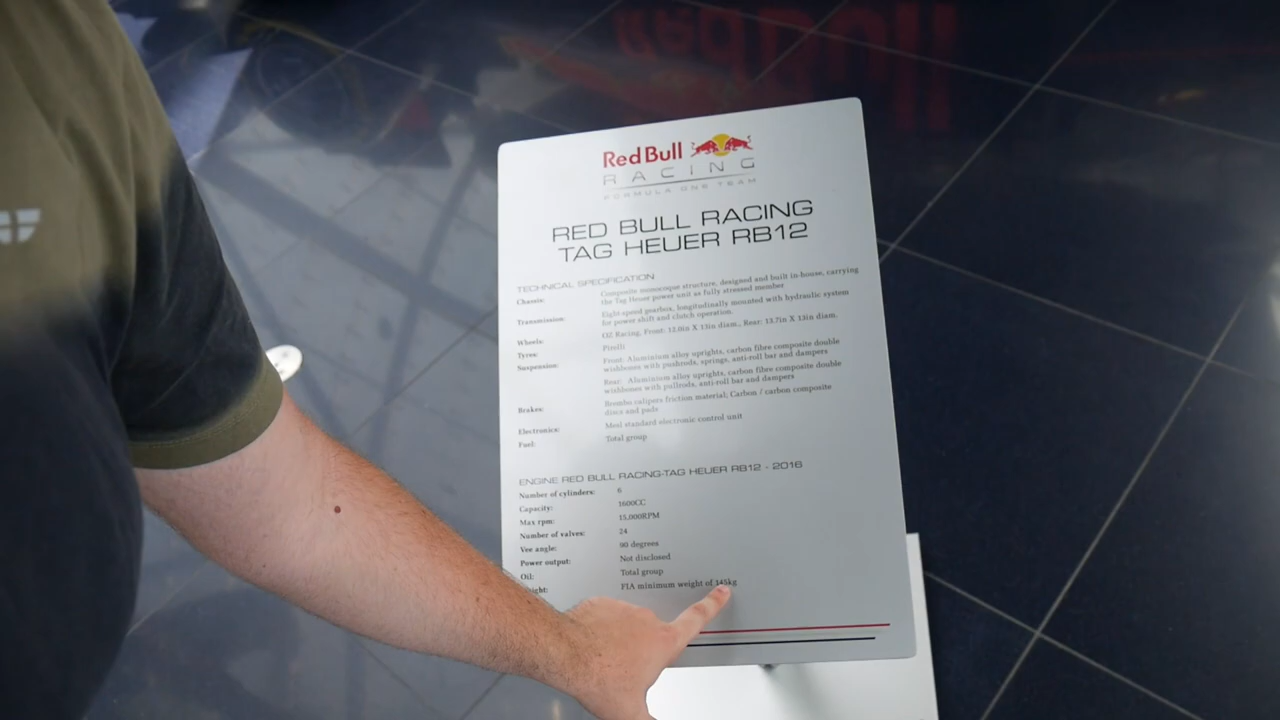 Red Bull
RACING
FORMULA ONE TEAM
RED BULL RACING
TAG HEUER RB12
TECHNICAL SPECIFICATION
Chassis: Composite monocoque structure, designed and built in-house, carrying
the Tag Heuer power unit as fully stressed member
Transmission: Eight-speed gearbox, longitudinally mounted with hydraulic system
for power shift and clutch operation.
Wheels: OZ Racing, Front: 12.0in X 13in diam., Rear: 13.7in X 13in diam.
Tyres: Pirelli
Suspension: Front: Aluminium alloy uprights, carbon fibre composite double
wishbones with pushrods, springs, anti-roll bar and dampers
Rear: Aluminium alloy uprights, carbon fibre composite double
wishbones with pullrods, anti-roll bar and dampers
Brakes: Brembo calipers friction material; Carbon / carbon composite
discs and pads
Electronics: Mesl standard electronic control unit
Fuel: Total group
ENGINE RED BULL RACING-TAG HEUER RB12 - 2016
Number of cylinders: 6
Capacity: 1600CC
Max rpm: 15,000RPM
Number of valves: 24
Vee angle: 90 degrees
Power output: Not disclosed
Oil: Total group
FIA minimum weight of 145kg